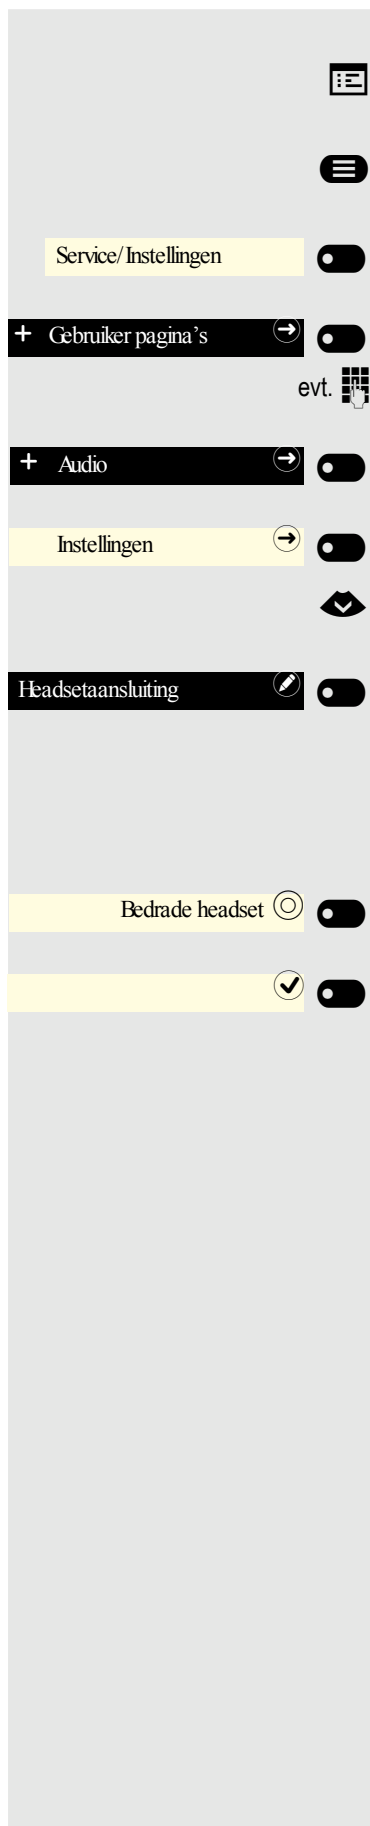 Service/Instellingen
+ Gebruiker pagina's
evt.
+ Audio
Instellingen
Headsetaansluiting
Bedrade headset